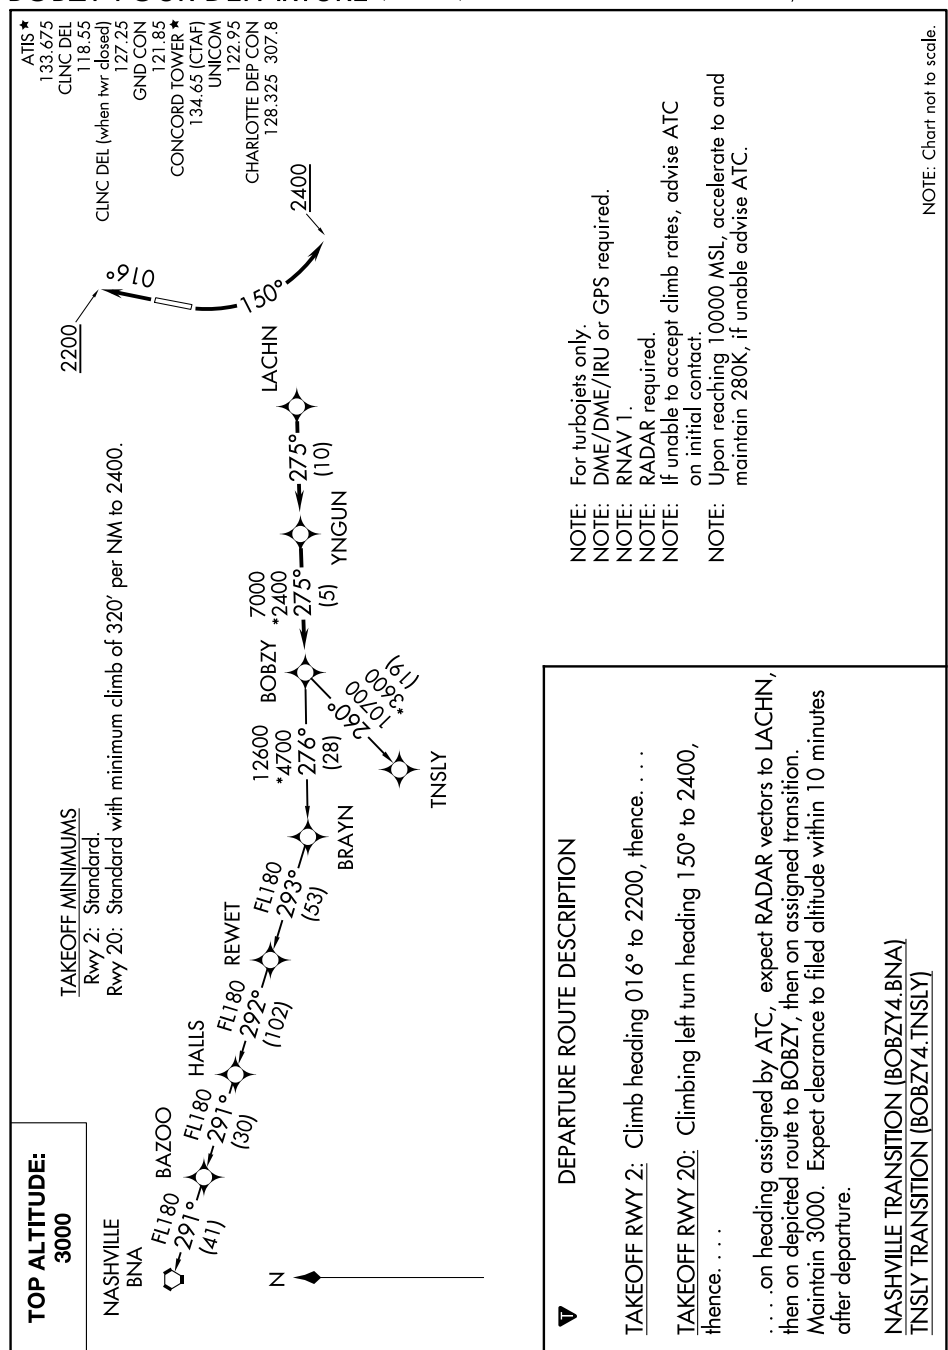 TOP ALTITUDE:
3000
TAKEOFF MINIMUMS
Rwy 2: Standard.
Rwy 20: Standard with minimum climb of 320' per NM to 2400.
ATIS★
133.675
CLNC DEL
118.55
CLNC DEL (when twr closed)
127.25
GND CON
121.85
CONCORD TOWER★
134.65 (CTAF)
UNICOM
122.95
CHARLOTTE DEP CON
128.325 307.8
2200
016°
150°
2400
NASHVILLE
BNA
FL180
291°
(41)
BAZOO
FL180
291°
(30)
HALLS
FL180
292°
(102)
REWET
FL180
293°
(53)
BRAYN
12600
*4700
276°
(28)
BOBZY
260°
10700
*3600
(19)
TNSLY
7000
*2400
275°
(5)
YNGUN
275°
(10)
LACHN
N
NOTE: For turbojets only.
NOTE: DME/DME/IRU or GPS required.
NOTE: RNAV 1.
NOTE: RADAR required.
NOTE: If unable to accept climb rates, advise ATC
on initial contact.
NOTE: Upon reaching 10000 MSL, accelerate to and
maintain 280K, if unable advise ATC.
NOTE: Chart not to scale.
T
DEPARTURE ROUTE DESCRIPTION
TAKEOFF RWY 2: Climb heading 016° to 2200, thence. . . .
TAKEOFF RWY 20: Climbing left turn heading 150° to 2400,
thence. . . .
. . . .on heading assigned by ATC, expect RADAR vectors to LACHN,
then on depicted route to BOBZY, then on assigned transition.
Maintain 3000. Expect clearance to filed altitude within 10 minutes
after departure.
NASHVILLE TRANSITION (BOBZY4.BNA)
TNSLY TRANSITION (BOBZY4.TNSLY)